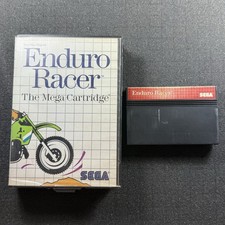 Enduro
Racer
The Mega Cartridge
SEGA
Enduro Racer
SEGA